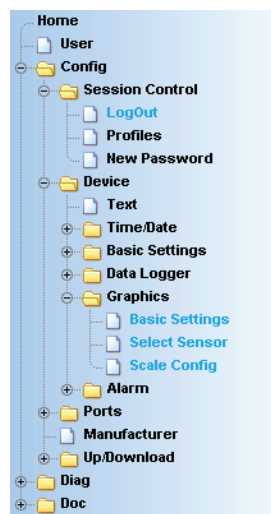 Home
User
Config
Session Control
LogOut
Profiles
New Password
Device
Text
Time/Date
Basic Settings
Data Logger
Graphics
Basic Settings
Select Sensor
Scale Config
Alarm
Ports
Manufacturer
Up/Download
Diag
Doc